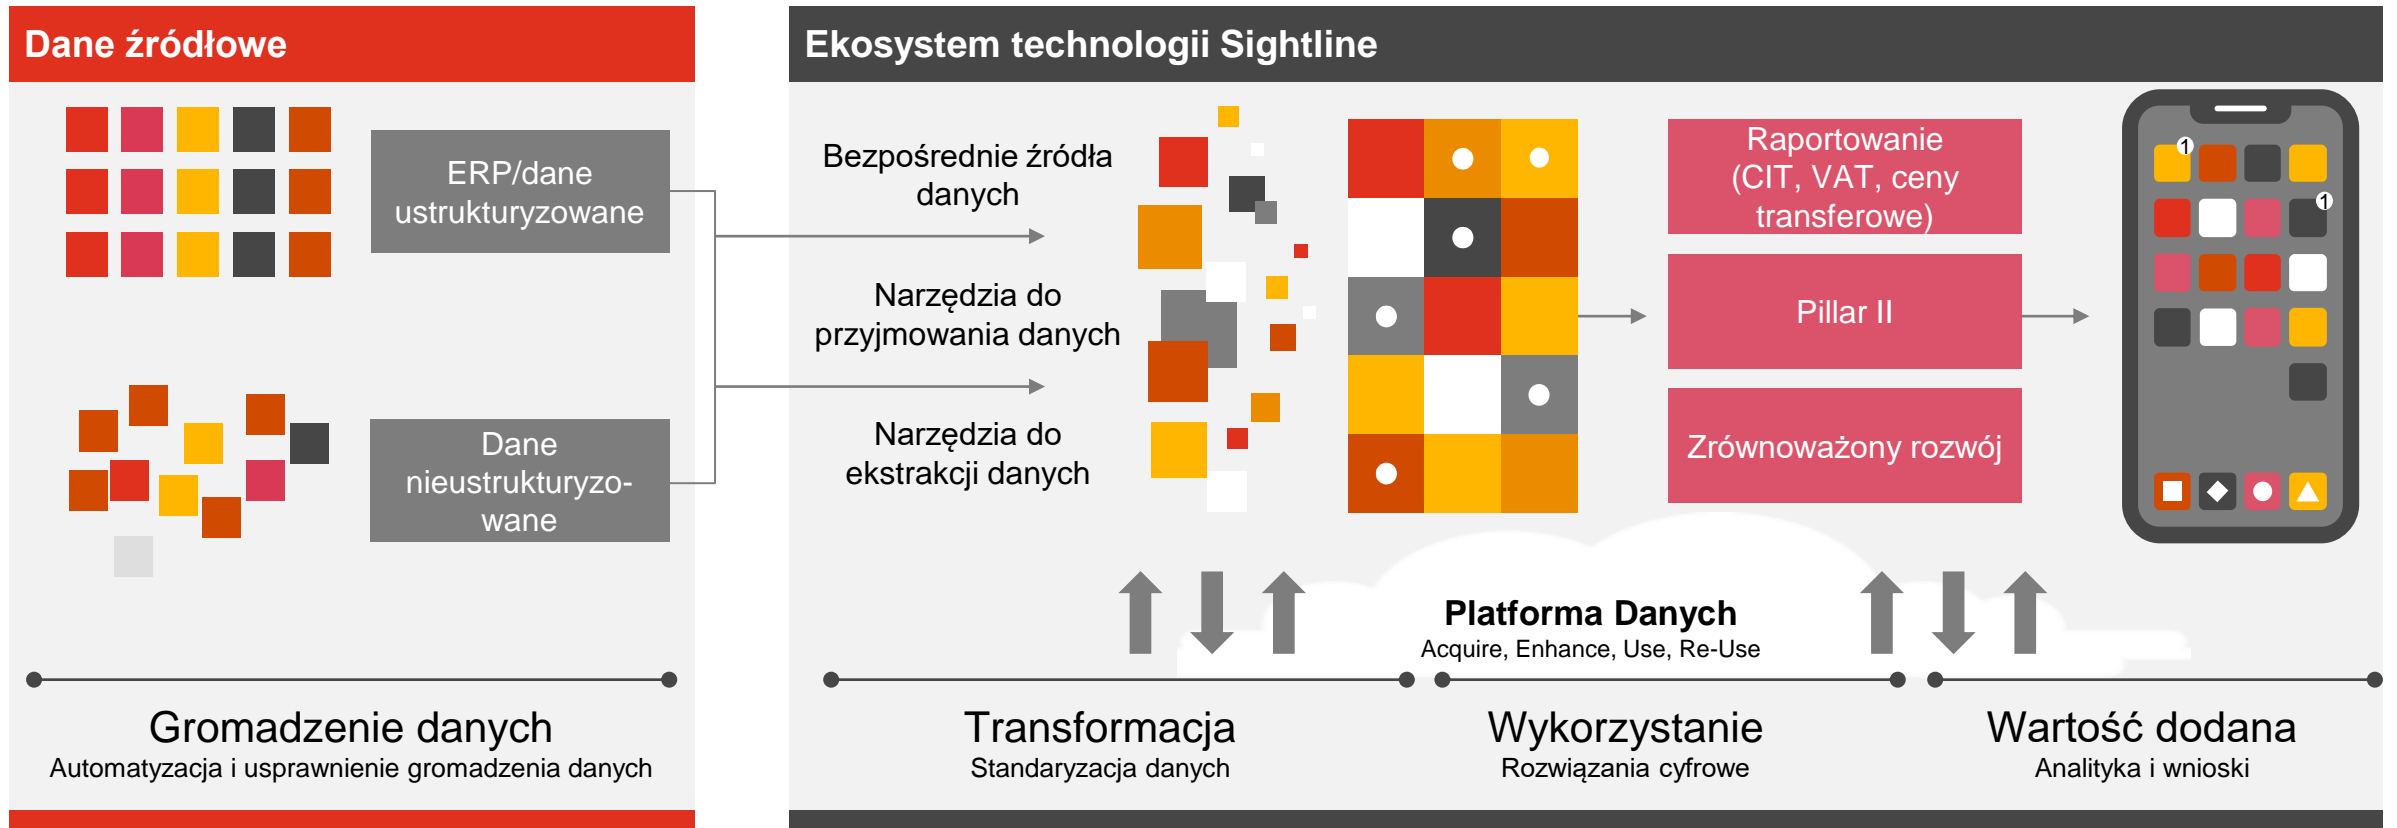 Dane źródłowe
ERP/dane
ustrukturyzowane
Dane
nieustrukturyzo-
wane
Gromadzenie danych
Automatyzacja i usprawnienie gromadzenia danych
Ekosystem technologii Sightline
Bezpośrednie źródła
danych
Narzędzia do
przyjmowania danych
Narzędzia do
ekstrakcji danych
Raportowanie
(CIT, VAT, ceny
transferowe)
Pillar II
Zrównoważony rozwój
1
1
Platforma Danych
Acquire, Enhance, Use, Re-Use
Transformacja
Standaryzacja danych
Wykorzystanie
Rozwiązania cyfrowe
Wartość dodana
Analityka i wnioski